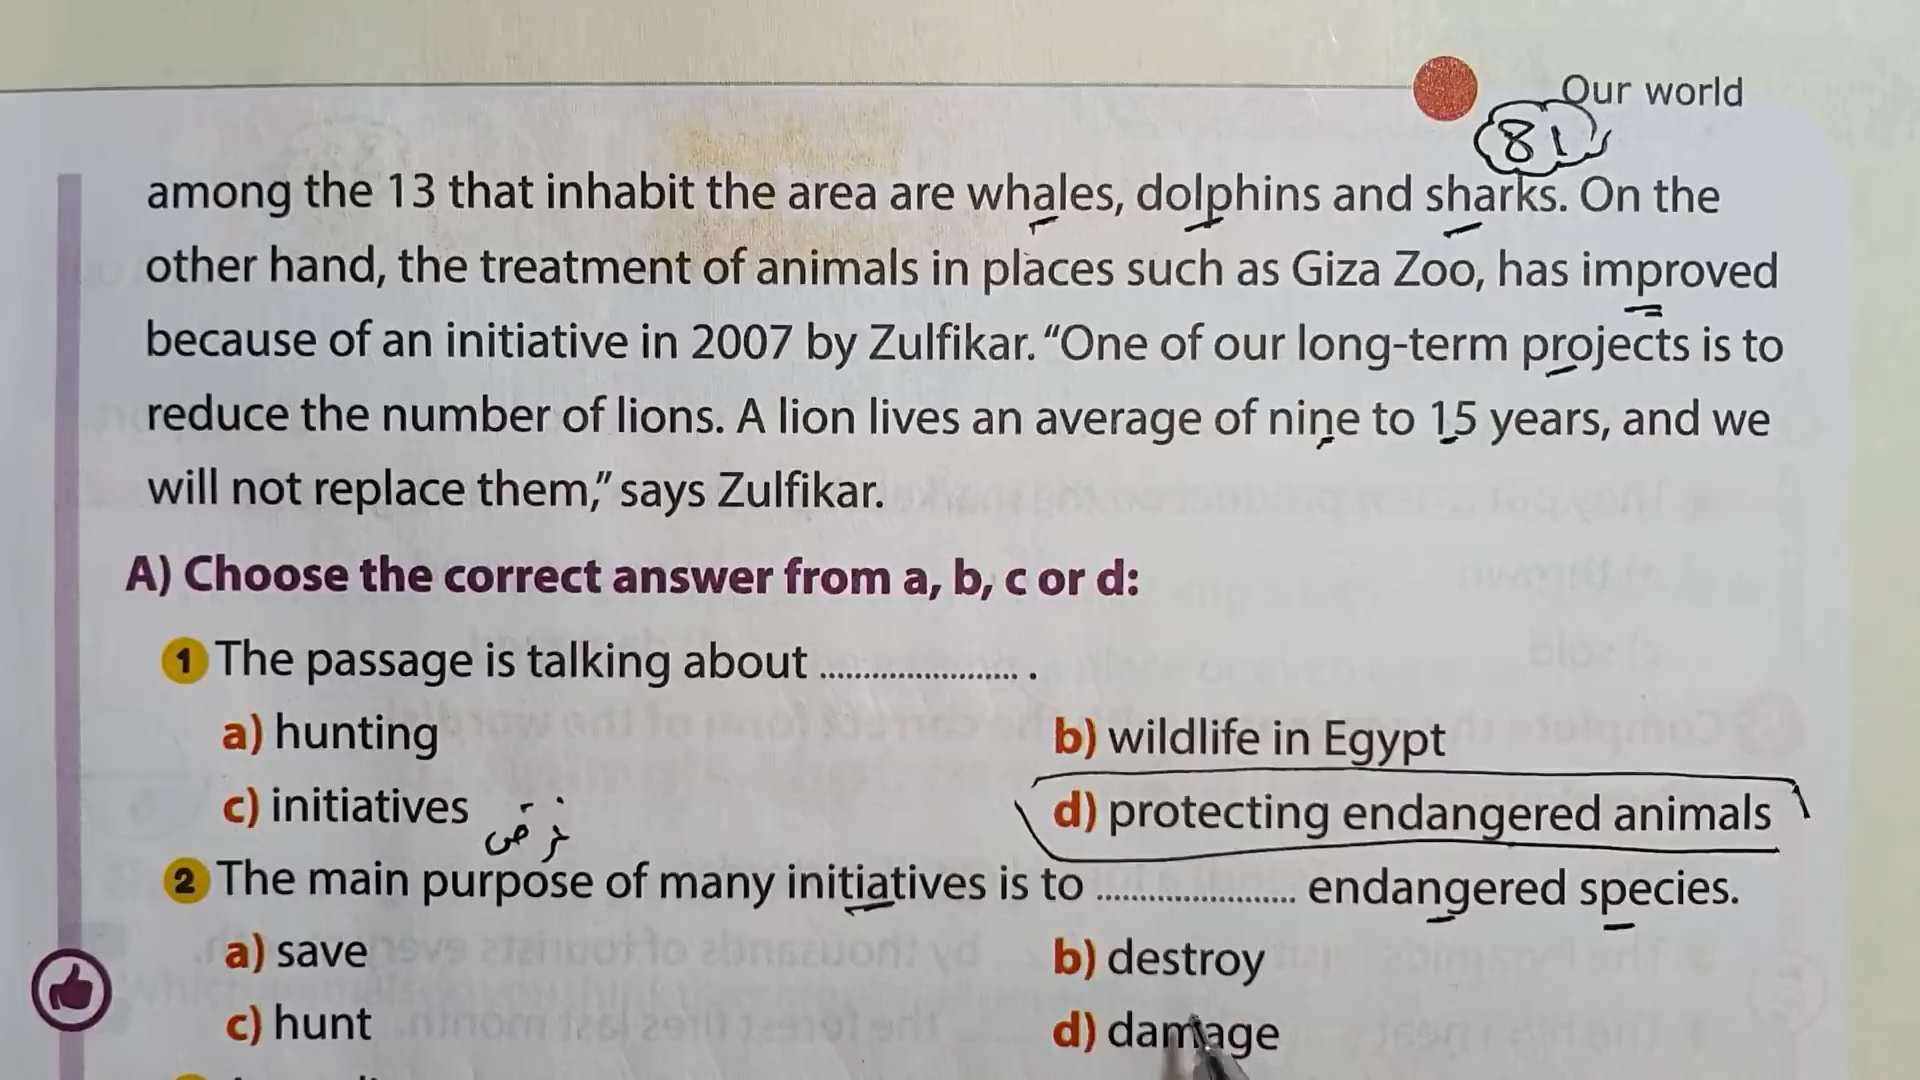 Our world
81
among the 13 that inhabit the area are whales, dolphins and sharks. On the
other hand, the treatment of animals in places such as Giza Zoo, has improved
because of an initiative in 2007 by Zulfikar. “One of our long-term projects is to
reduce the number of lions. A lion lives an average of nine to 15 years, and we
will not replace them,” says Zulfikar.
A) Choose the correct answer from a, b, c or d:
1 The passage is talking about ...................... .
a) hunting
b) wildlife in Egypt
c) initiatives
d) protecting endangered animals
غرض
2 The main purpose of many initiatives is to ...................... endangered species.
a) save
b) destroy
c) hunt
d) damage